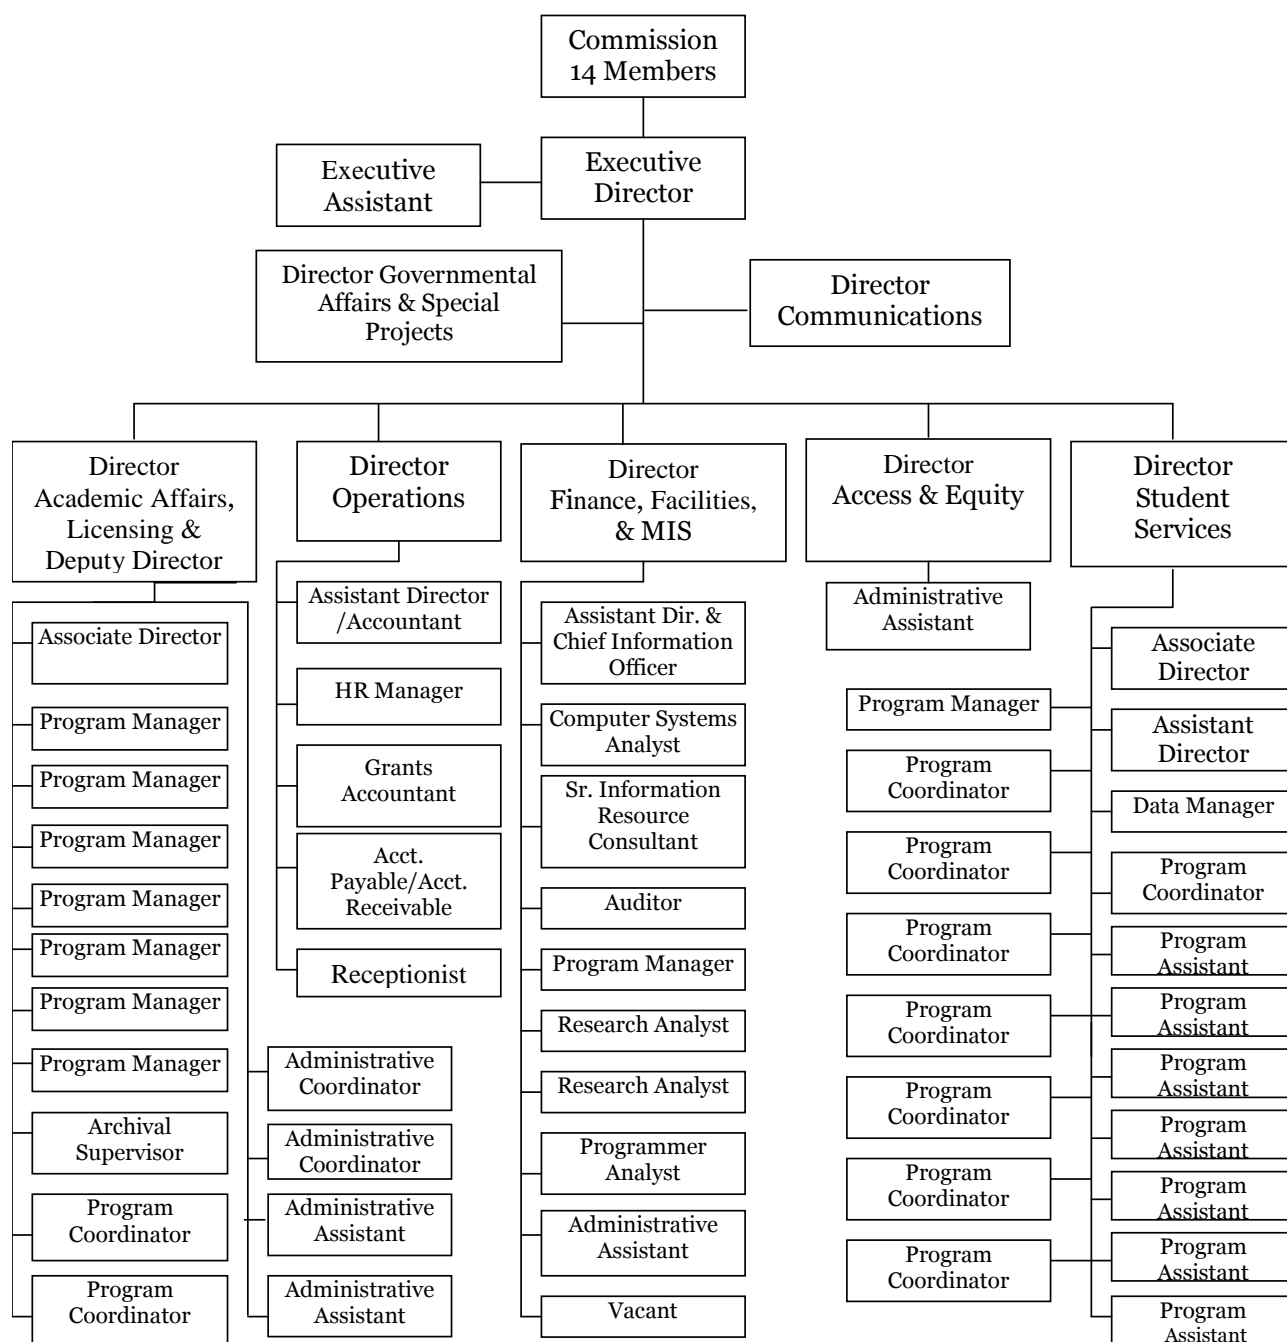 Commission
14 Members
Executive
Assistant
Executive
Director
Director Governmental
Affairs & Special
Projects
Director
Communications
Director
Academic Affairs,
Licensing &
Deputy Director
Director
Operations
Director
Finance, Facilities,
& MIS
Director
Access & Equity
Director
Student
Services
Associate Director
Program Manager
Program Manager
Program Manager
Program Manager
Program Manager
Program Manager
Program Manager
Archival
Supervisor
Program
Coordinator
Program
Coordinator
Administrative
Coordinator
Administrative
Coordinator
Administrative
Assistant
Administrative
Assistant
Assistant Director
/Accountant
HR Manager
Grants
Accountant
Acct.
Payable/Acct.
Receivable
Receptionist
Assistant Dir. &
Chief Information
Officer
Computer Systems
Analyst
Sr. Information
Resource
Consultant
Auditor
Program Manager
Research Analyst
Research Analyst
Programmer
Analyst
Administrative
Assistant
Vacant
Administrative
Assistant
Program Manager
Program
Coordinator
Program
Coordinator
Program
Coordinator
Program
Coordinator
Program
Coordinator
Program
Coordinator
Program
Coordinator
Associate
Director
Assistant
Director
Data Manager
Program
Coordinator
Program
Assistant
Program
Assistant
Program
Assistant
Program
Assistant
Program
Assistant
Program
Assistant
Program
Assistant